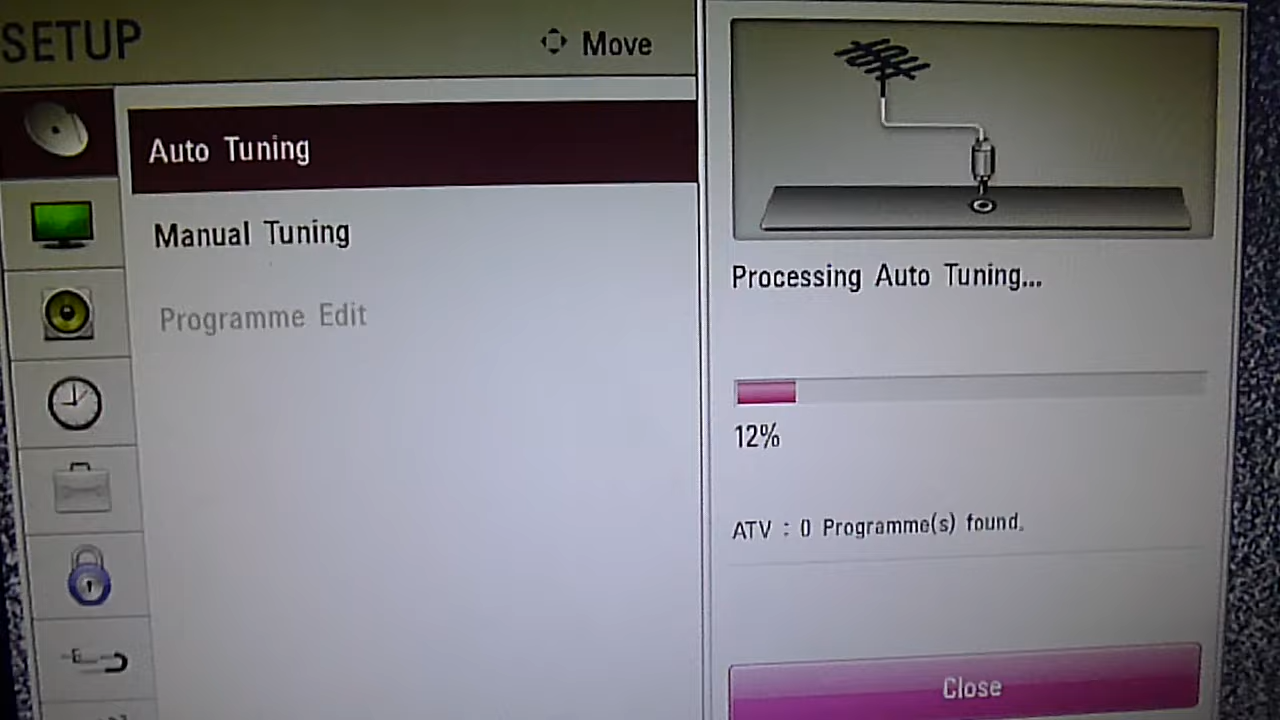 SETUP
Move
Auto Tuning
Manual Tuning
Programme Edit
Processing Auto Tuning...
12%
ATV : 0 Programme(s) found.
Close